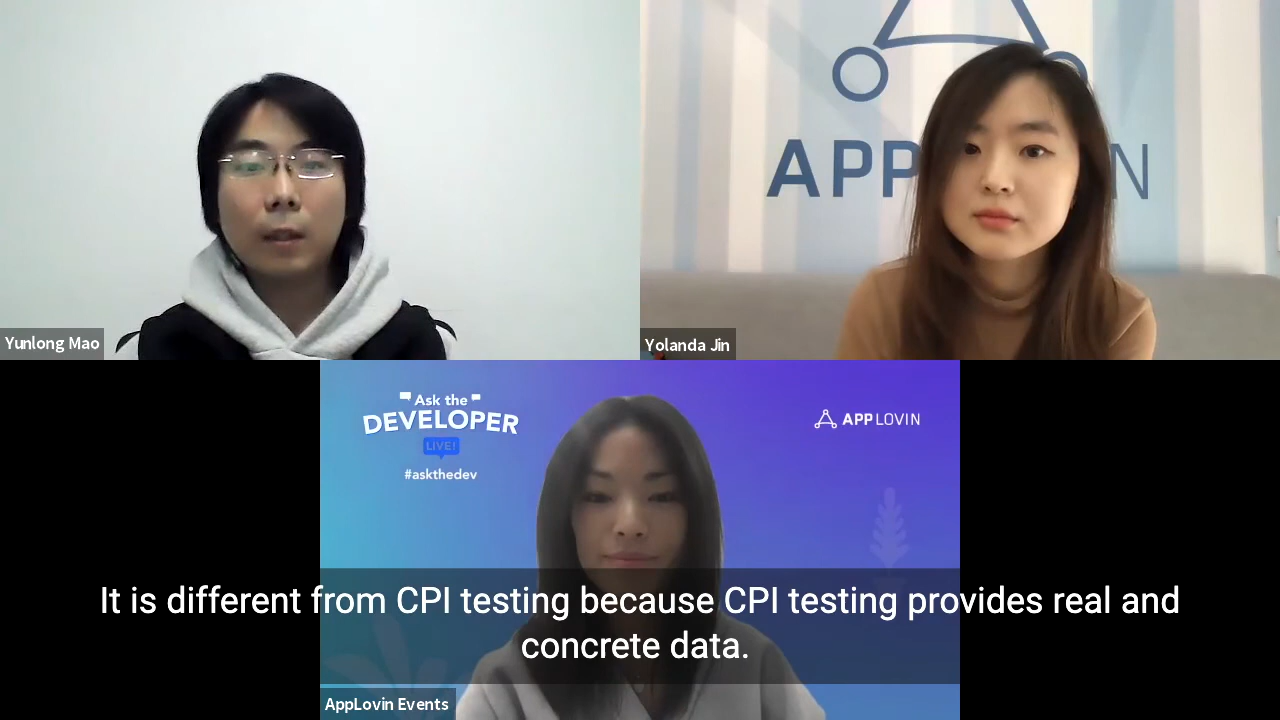 APP N
Yunlong Mao
Yolanda Jin
Ask the
DEVELOPER
LIVE!
#askthedev
APPLOVIN
It is different from CPI testing because CPI testing provides real and
concrete data.
AppLovin Events